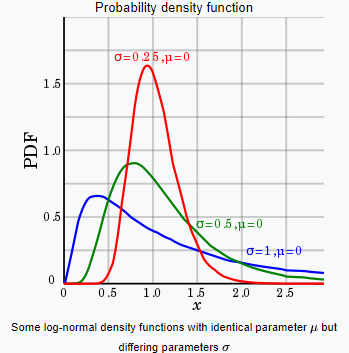 Probability density function
σ=0.25,μ=0
1.5
PDF
1.0
0.5
σ=0.5,μ=0
σ=1,μ=0
0
0 0.5 1.0 1.5 2.0 2.5
x
Some log-normal density functions with identical parameter μ but
differing parameters σ